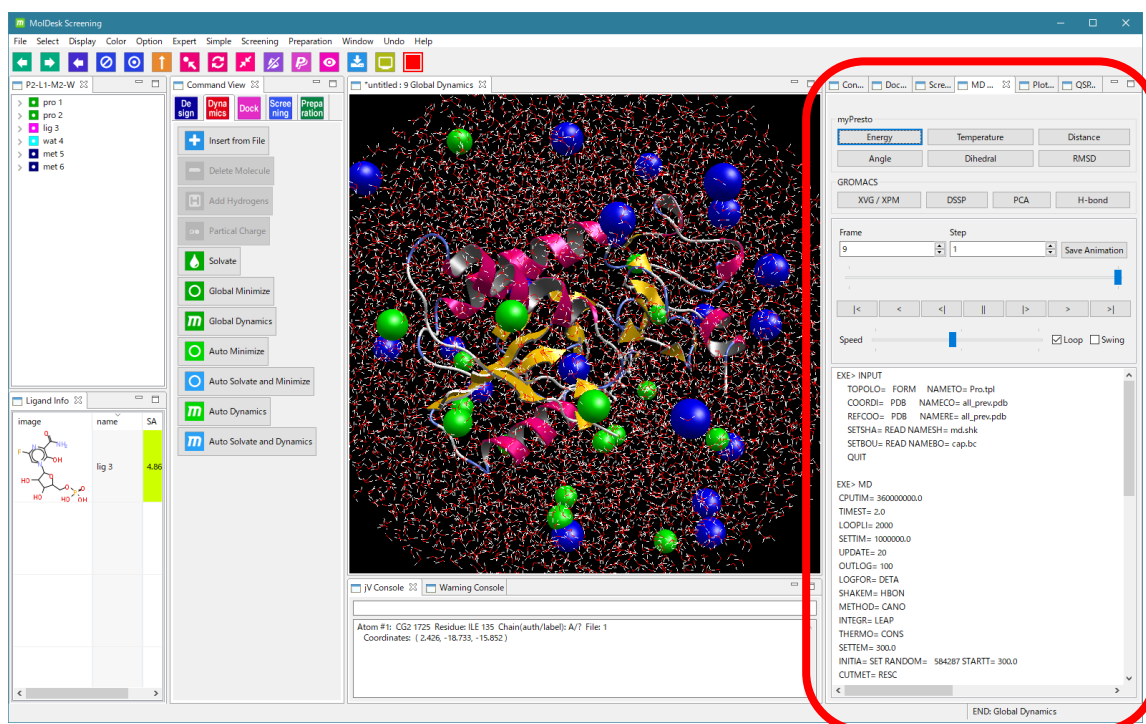 MolDesk Screening
File Select Display Color Option Expert Simple Screening Preparation Window Undo Help
P2-L1-M2-W
pro 1
pro 2
lig 3
wat 4
met 5
met 6
Ligand Info
image name SA
F N N NH₂ O OH HO O O P O HO OH HO OH
lig 3 4.86
Command View
De sign
Dyna mics
Dock
Scree ning
Prepa ration
Insert from File
Delete Molecule
Add Hydrogens
Partical Charge
Solvate
Global Minimize
Global Dynamics
Auto Minimize
Auto Solvate and Minimize
Auto Dynamics
Auto Solvate and Dynamics
*untitled : 9 Global Dynamics
jV Console Warning Console
Atom #1: CG2 1725 Residue: ILE 135 Chain(auth/label): A/? File: 1
Coordinates: ( 2.426, -18.733, -15.852 )
Con... Doc... Scre... MD ... Plot... QSP...
myPresto
Energy Temperature Distance
Angle Dihedral RMSD
GROMACS
XVG / XPM DSSP PCA H-bond
Frame Step
9 1 Save Animation
|< < <| || |> > >|
Speed Loop Swing
EXE> INPUT
TOPOLO= FORM NAMETO= Pro.tpl
COORDI= PDB NAMECO= all_prev.pdb
REFCOO= PDB NAMERE= all_prev.pdb
SETSHA= READ NAMESH= md.shk
SETBOU= READ NAMEBO= cap.bc
QUIT
EXE> MD
CPUTIM= 360000000.0
TIMEST= 2.0
LOOPLI= 2000
SETTIM= 1000000.0
UPDATE= 20
OUTLOG= 100
LOGFOR= DETA
SHAKEM= HBON
METHOD= CANO
INTEGR= LEAP
THERMO= CONS
SETTEM= 300.0
INITIA= SET RANDOM= 584287 STARTT= 300.0
CUTMET= RESC
END: Global Dynamics